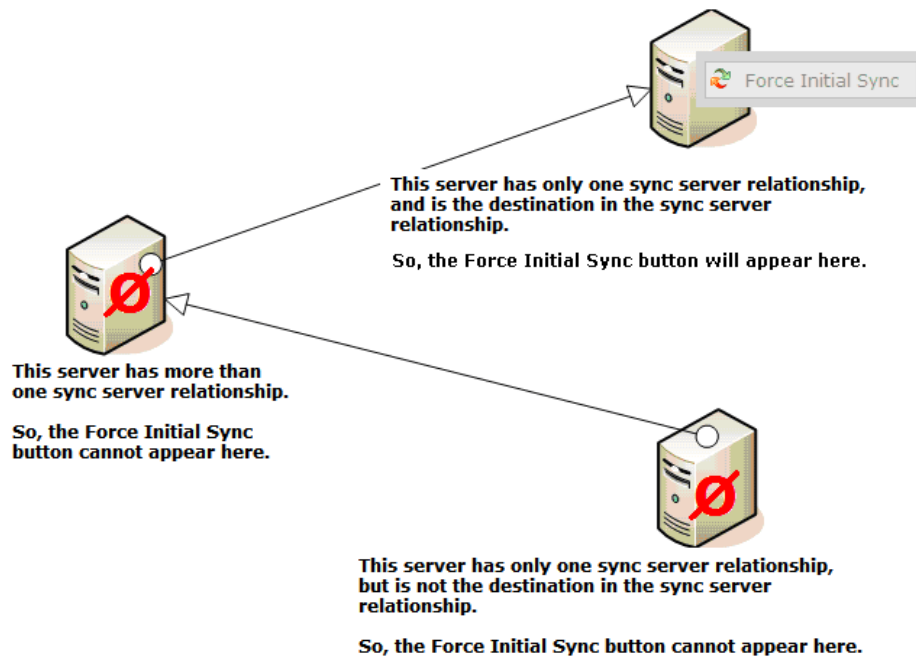 Force Initial Sync
This server has only one sync server relationship,
and is the destination in the sync server
relationship.
So, the Force Initial Sync button will appear here.
Ø
This server has more than
one sync server relationship.
So, the Force Initial Sync
button cannot appear here.
Ø
This server has only one sync server relationship,
but is not the destination in the sync server
relationship.
So, the Force Initial Sync button cannot appear here.